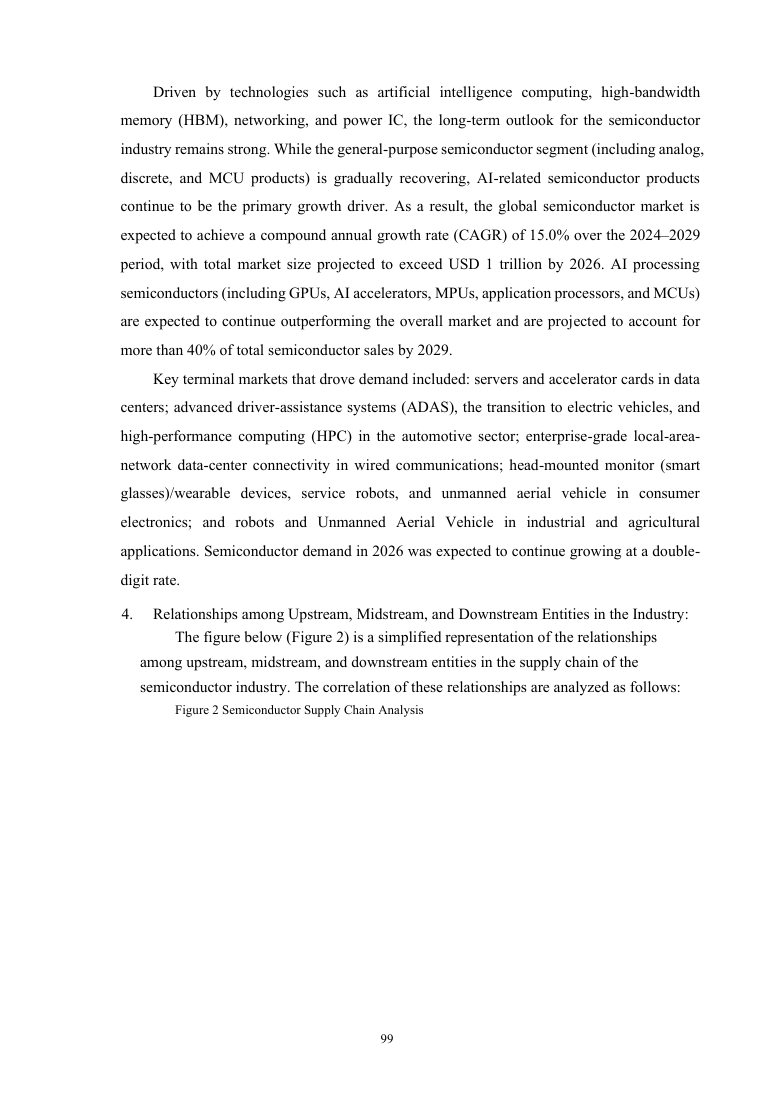 Driven by technologies such as artificial intelligence computing, high-bandwidth
memory (HBM), networking, and power IC, the long-term outlook for the semiconductor
industry remains strong. While the general-purpose semiconductor segment (including analog,
discrete, and MCU products) is gradually recovering, AI-related semiconductor products
continue to be the primary growth driver. As a result, the global semiconductor market is
expected to achieve a compound annual growth rate (CAGR) of 15.0% over the 2024–2029
period, with total market size projected to exceed USD 1 trillion by 2026. AI processing
semiconductors (including GPUs, AI accelerators, MPUs, application processors, and MCUs)
are expected to continue outperforming the overall market and are projected to account for
more than 40% of total semiconductor sales by 2029.
Key terminal markets that drove demand included: servers and accelerator cards in data
centers; advanced driver-assistance systems (ADAS), the transition to electric vehicles, and
high-performance computing (HPC) in the automotive sector; enterprise-grade local-area-
network data-center connectivity in wired communications; head-mounted monitor (smart
glasses)/wearable devices, service robots, and unmanned aerial vehicle in consumer
electronics; and robots and Unmanned Aerial Vehicle in industrial and agricultural
applications. Semiconductor demand in 2026 was expected to continue growing at a double-
digit rate.
4. Relationships among Upstream, Midstream, and Downstream Entities in the Industry:
The figure below (Figure 2) is a simplified representation of the relationships
among upstream, midstream, and downstream entities in the supply chain of the
semiconductor industry. The correlation of these relationships are analyzed as follows:
Figure 2 Semiconductor Supply Chain Analysis
99